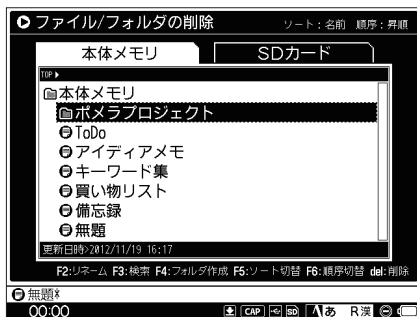 ファイル/フォルダの削除 ソート：名前 順序：昇順
本体メモリ SDカード
TOP
本体メモリ
ポメラプロジェクト
ToDo
アイディアメモ
キーワード集
買い物リスト
備忘録
無題
更新日時>2012/11/19 16:17
F2:リネーム F3:検索 F4:フォルダ作成 F5:ソート切替 F6:順序切替 del:削除
無題*
00:00 CAP SD あ R漢